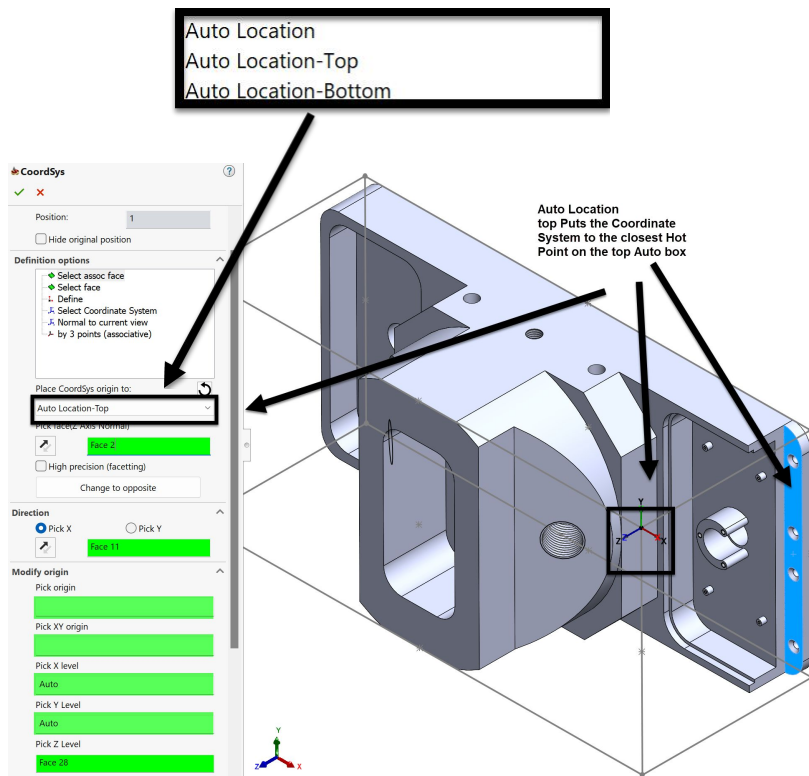 Auto Location
Auto Location-Top
Auto Location-Bottom
CoordSys
?
Position:
1
Hide original position
Definition options
Select assoc face
Select face
Define
Select Coordinate System
Normal to current view
by 3 points (associative)
Place CoordSys origin to:
Auto Location-Top
Pick face(Z Axis Normal)
Face 2
High precision (facetting)
Change to opposite
Direction
Pick X
Pick Y
Face 11
Modify origin
Pick origin
Pick XY origin
Pick X level
Auto
Pick Y Level
Auto
Pick Z Level
Face 28
Auto Location
top Puts the Coordinate
System to the closest Hot
Point on the top Auto box
Y
Z
X
Y
Z
X